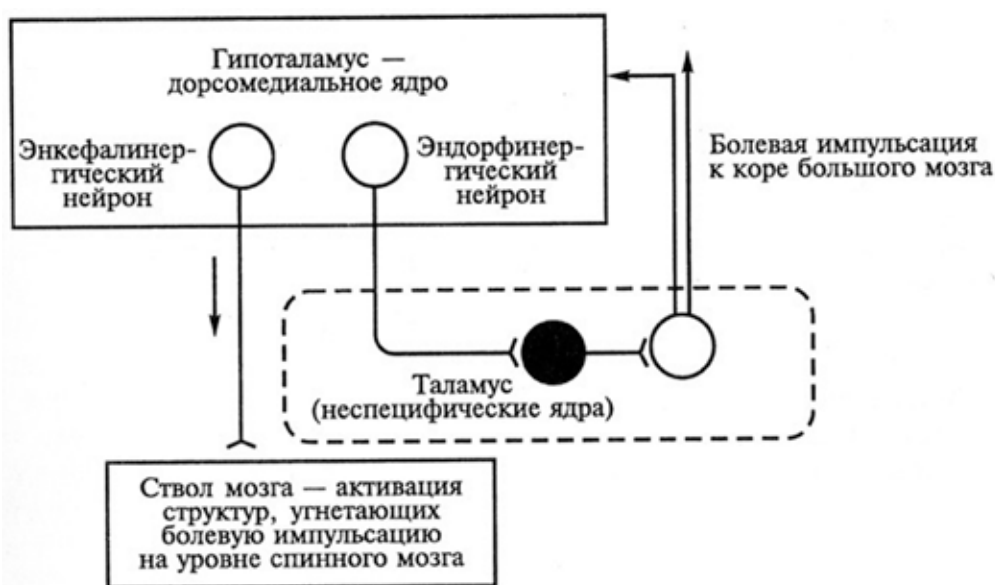 Гипоталамус —
дорсомедиальное ядро
Энкефалинер-
гический
нейрон
Эндорфинер-
гический
нейрон
Болевая импульсация
к коре большого мозга
Таламус
(неспецифические ядра)
Ствол мозга — активация
структур, угнетающих
болевую импульсацию
на уровне спинного мозга